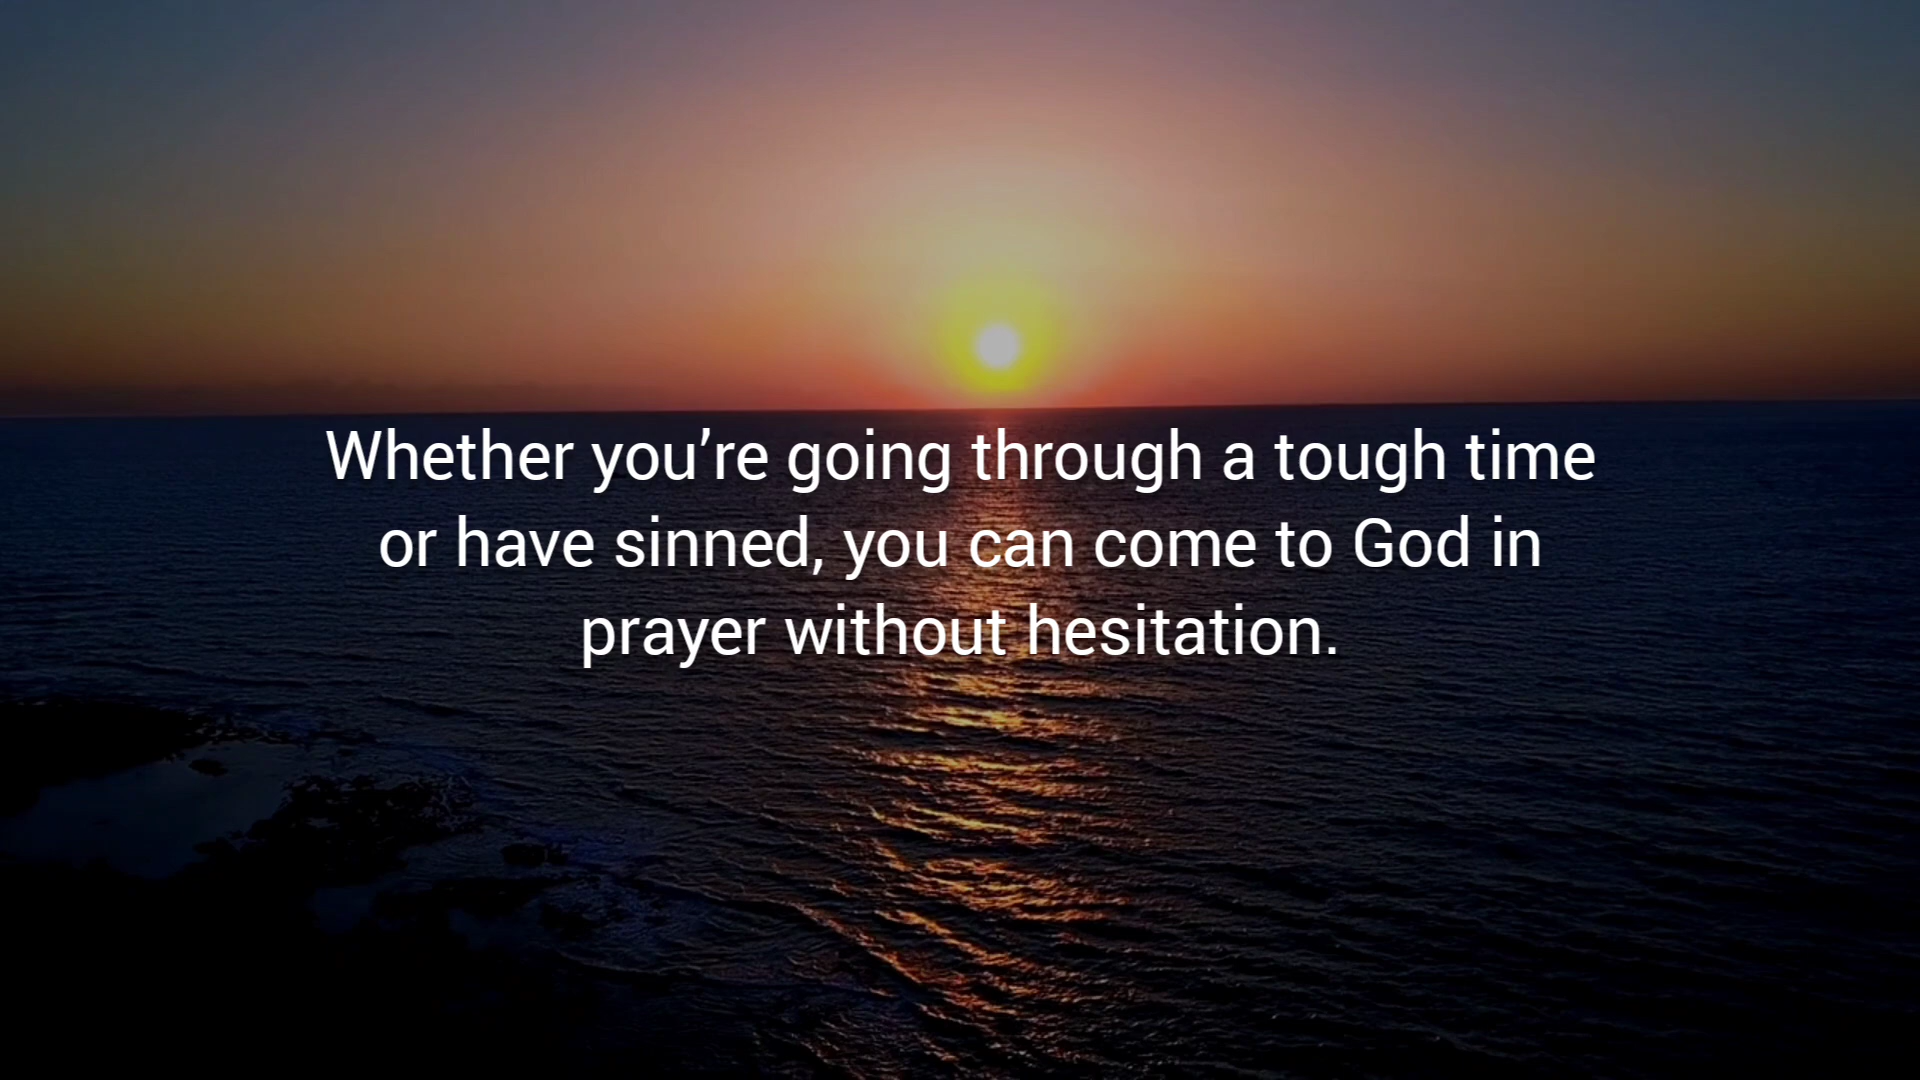 Whether you’re going through a tough time
or have sinned, you can come to God in
prayer without hesitation.